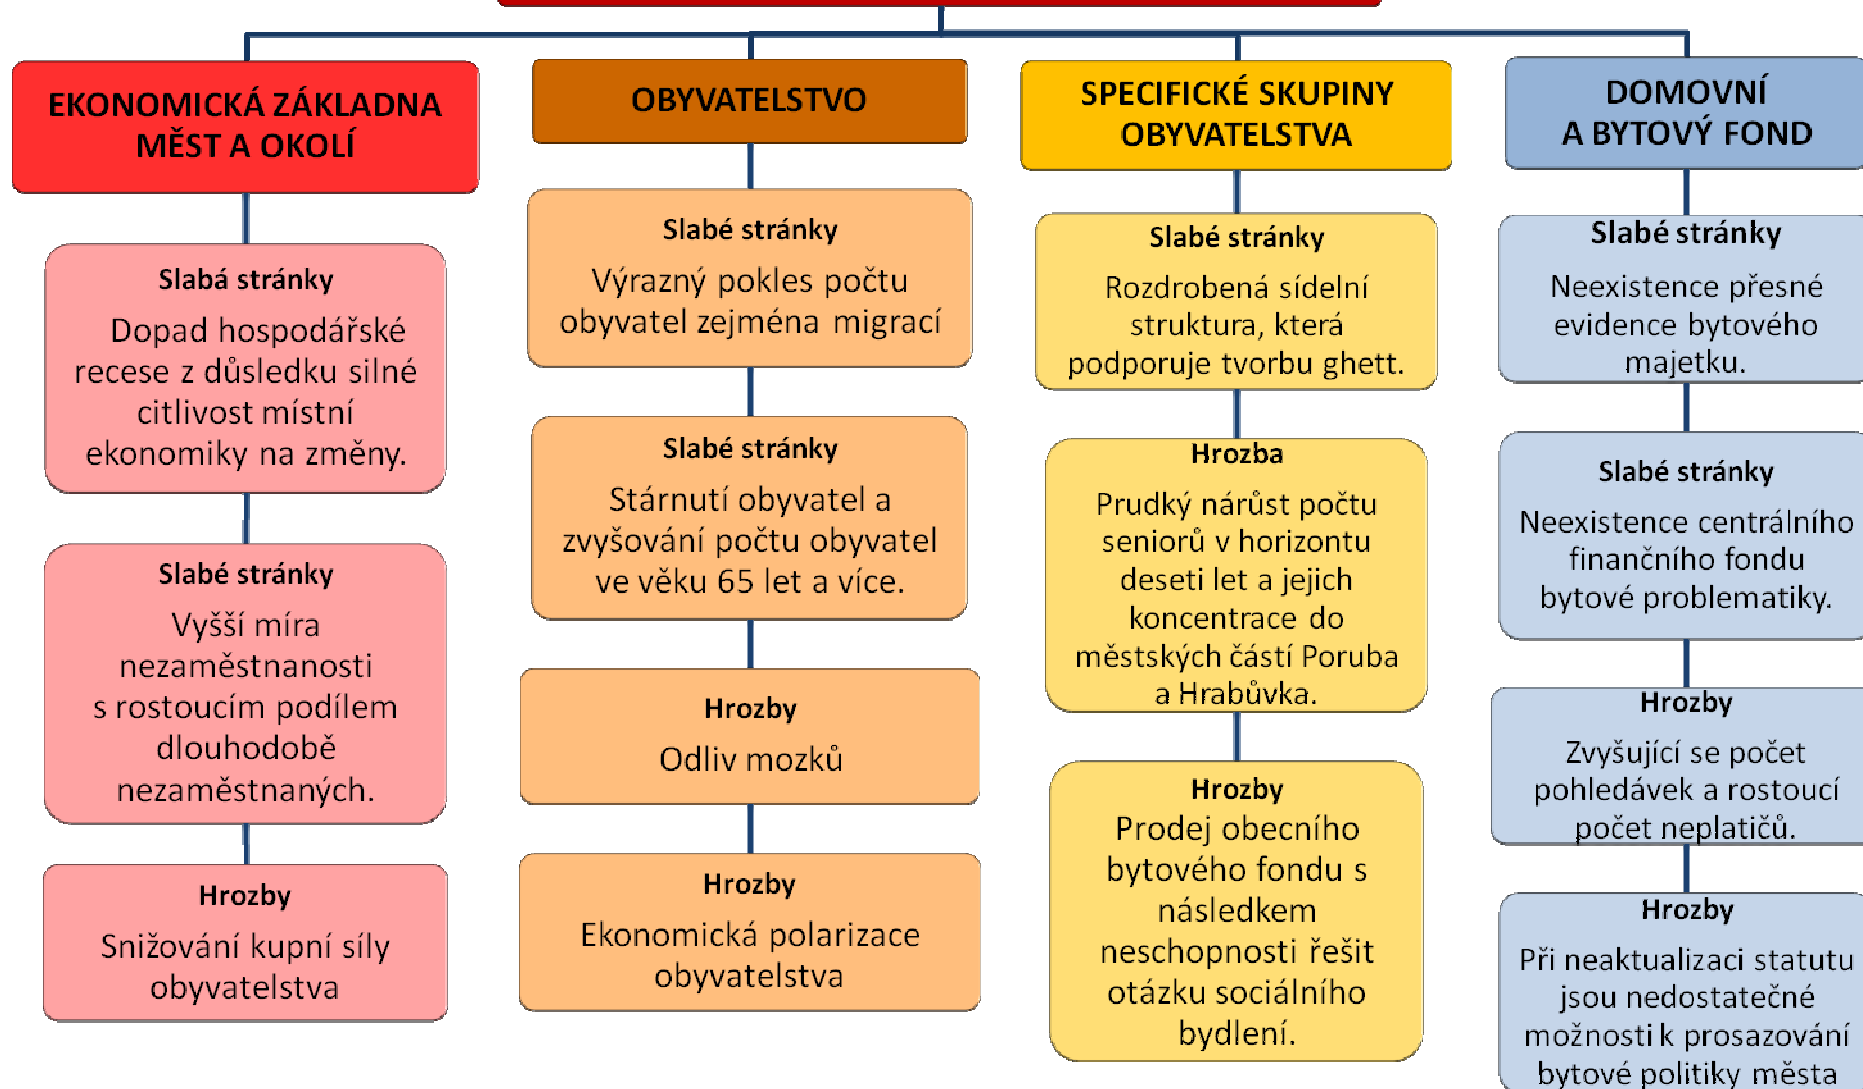 EKONOMICKÁ ZÁKLADNA
MĚST A OKOLÍ
Slabá stránky
Dopad hospodářské
recese z důsledku silné
citlivost místní
ekonomiky na změny.
Slabé stránky
Vyšší míra
nezaměstnanosti
s rostoucím podílem
dlouhodobě
nezaměstnaných.
Hrozby
Snižování kupní síly
obyvatelstva
OBYVATELSTVO
Slabé stránky
Výrazný pokles počtu
obyvatel zejména migrací
Slabé stránky
Stárnutí obyvatel a
zvyšování počtu obyvatel
ve věku 65 let a více.
Hrozby
Odliv mozků
Hrozby
Ekonomická polarizace
obyvatelstva
SPECIFICKÉ SKUPINY
OBYVATELSTVA
Slabé stránky
Rozdrobená sídelní
struktura, která
podporuje tvorbu ghett.
Hrozba
Prudký nárůst počtu
seniorů v horizontu
deseti let a jejich
koncentrace do
městských částí Poruba
a Hrabůvka.
Hrozby
Prodej obecního
bytového fondu s
následkem
neschopnosti řešit
otázku sociálního
bydlení.
DOMOVNÍ
A BYTOVÝ FOND
Slabé stránky
Neexistence přesné
evidence bytového
majetku.
Slabé stránky
Neexistence centrálního
finančního fondu
bytové problematiky.
Hrozby
Zvyšující se počet
pohledávek a rostoucí
počet neplatičů.
Hrozby
Při neaktualizaci statutu
jsou nedostatečné
možnosti k prosazování
bytové politiky města